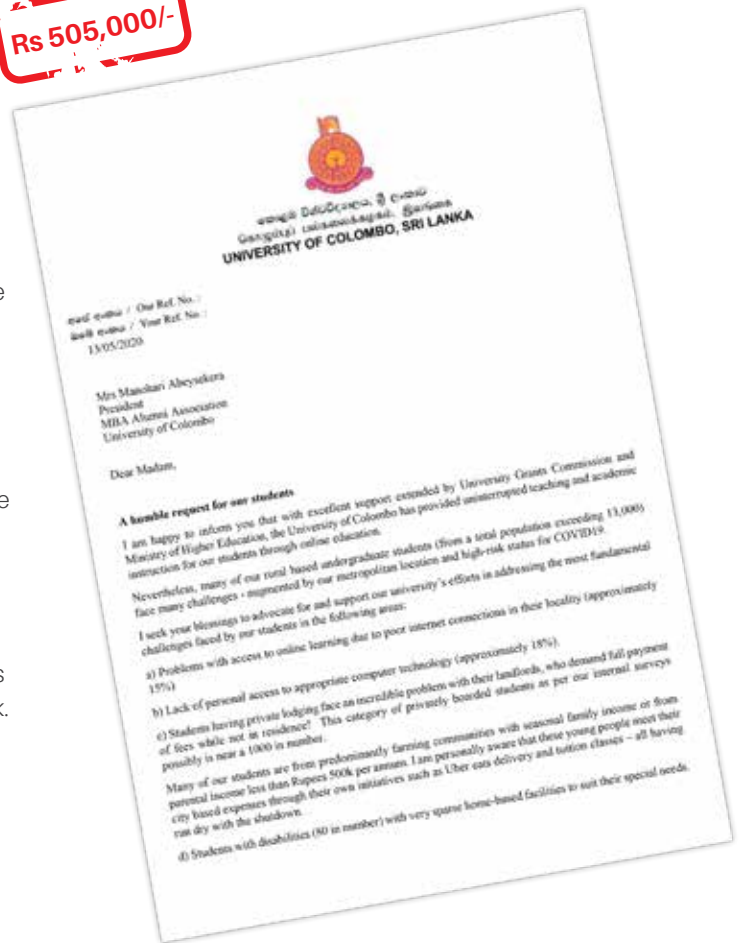 Rs 505,000/-
කොළඹ විශ්වවිද්‍යාලය, ශ්‍රී ලංකාව
கொழும்புப் பல்கலைக்கழகம், இலங்கை
UNIVERSITY OF COLOMBO, SRI LANKA
e
අපේ අංකය / Our Ref. No. :
ඔබේ අංකය / Your Ref. No. :
13/05/2020
Mrs Manohari Abeysekera
President
MBA Alumni Association
University of Colombo
Dear Madam,
e
A humble request for our students
I am happy to inform you that with excellent support extended by University Grants Commission and
Ministry of Higher Education, the University of Colombo has provided uninterrupted teaching and academic
instruction for our students through online education.
Nevertheless, many of our rural based undergraduate students (from a total population exceeding 13,000)
face many challenges - augmented by our metropolitan location and high-risk status for COVID19.
I seek your blessings to advocate for and support our university's efforts in addressing the most fundamental
challenges faced by our students in the following areas:
a) Problems with access to online learning due to poor internet connections in their locality (approximately
15%)
s
b) Lack of personal access to appropriate computer technology (approximately 18%).
k.
c) Students having private lodging face an incredible problem with their landlords, who demand full payment
of fees while not in residence! This category of privately boarded students as per our internal surveys
possibly is near a 1000 in number.
Many of our students are from predominantly farming communities with seasonal family income or from
parental income less than Rupees 500k per annum. I am personally aware that these young people meet their
city based expenses through their own initiatives such as Uber eats delivery and tuition classes – all having
run dry with the shutdown.
d) Students with disabilities (80 in number) with very sparse home-based facilities to suit their special needs.